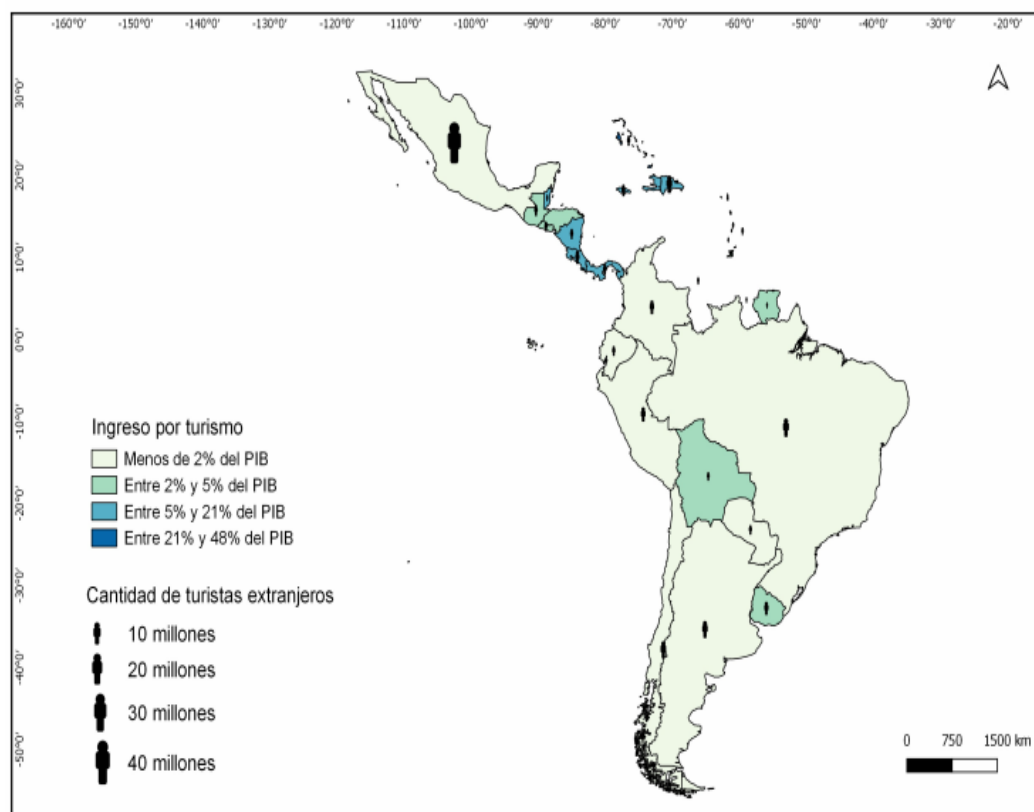 -160°0' -150°0' -140°0' -130°0' -120°0' -110°0' -100°0' -90°0' -80°0' -70°0' -60°0' -50°0' -40°0' -30°0' -20°0'
30°0'
20°0'
10°0'
0°0'
-10°0'
-20°0'
-30°0'
-40°0'
-50°0'
Ingreso por turismo
Menos de 2% del PIB
Entre 2% y 5% del PIB
Entre 5% y 21% del PIB
Entre 21% y 48% del PIB
Cantidad de turistas extranjeros
10 millones
20 millones
30 millones
40 millones
0 750 1500 km